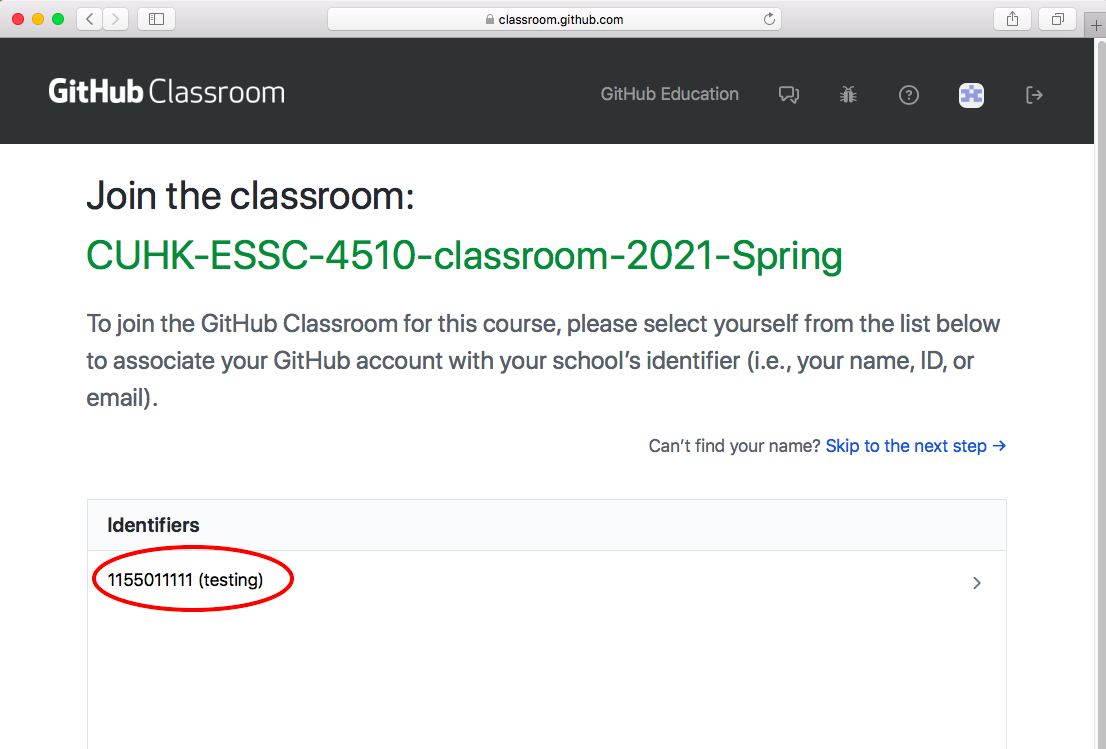 classroom.github.com
GitHub Classroom
GitHub Education
Join the classroom:
CUHK-ESSC-4510-classroom-2021-Spring
To join the GitHub Classroom for this course, please select yourself from the list below
to associate your GitHub account with your school’s identifier (i.e., your name, ID, or
email).
Can’t find your name? Skip to the next step →
Identifiers
1155011111 (testing)